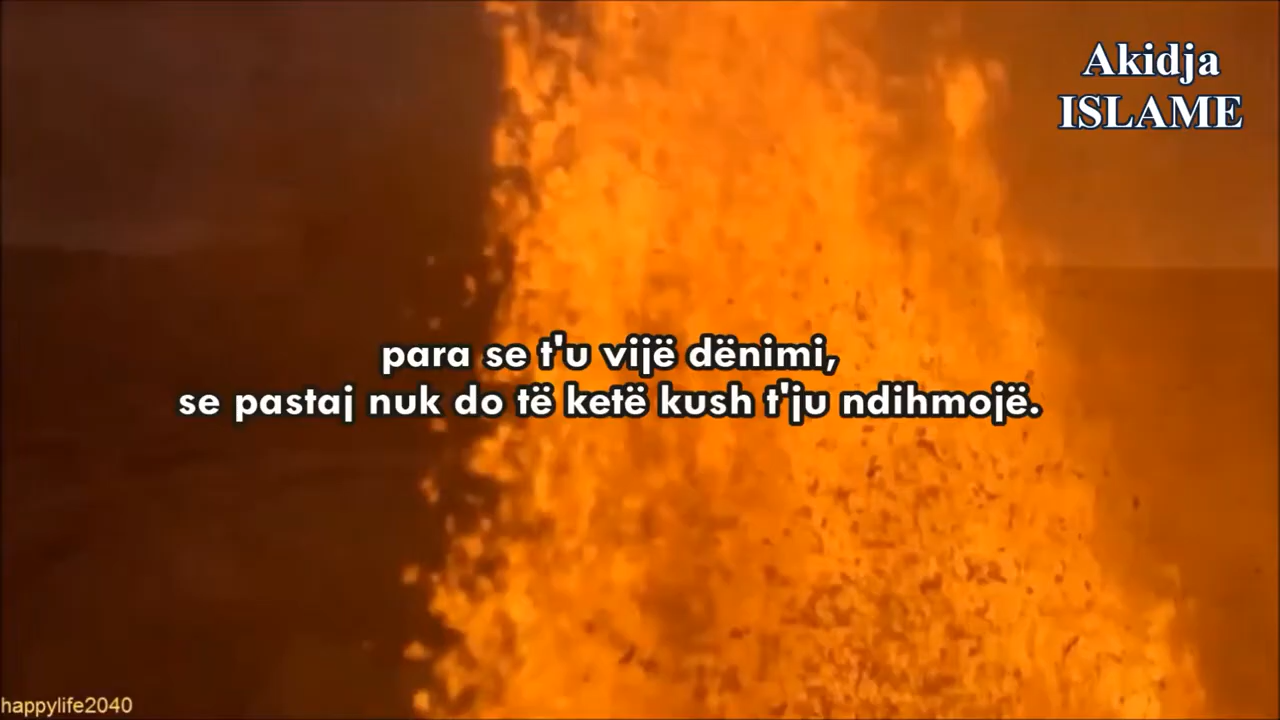 Akidja
ISLAME
para se t'u vijë dënimi,
se pastaj nuk do të ketë kush t'ju ndihmojë.
happylife2040